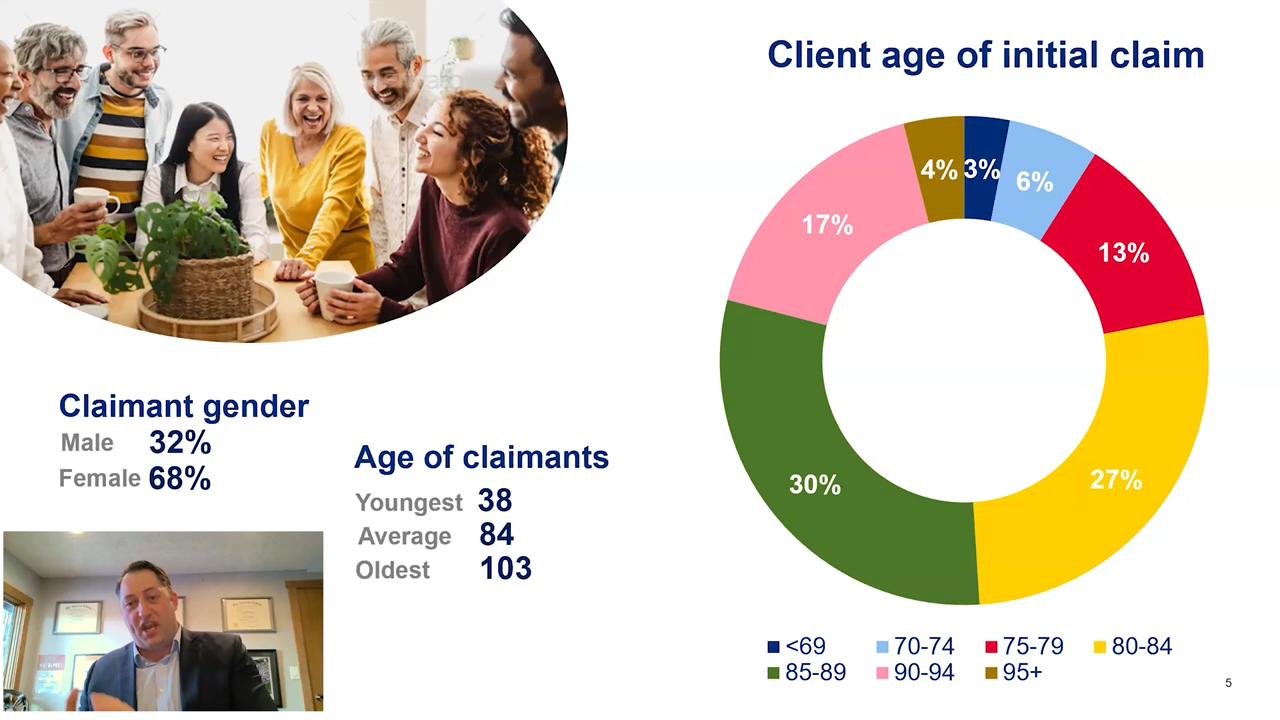 Client age of initial claim
4%
3%
6%
17%
13%
30%
27%
<69
70-74
75-79
80-84
85-89
90-94
95+
Claimant gender
Male 32%
Female 68%
Age of claimants
Youngest 38
Average 84
Oldest 103
5